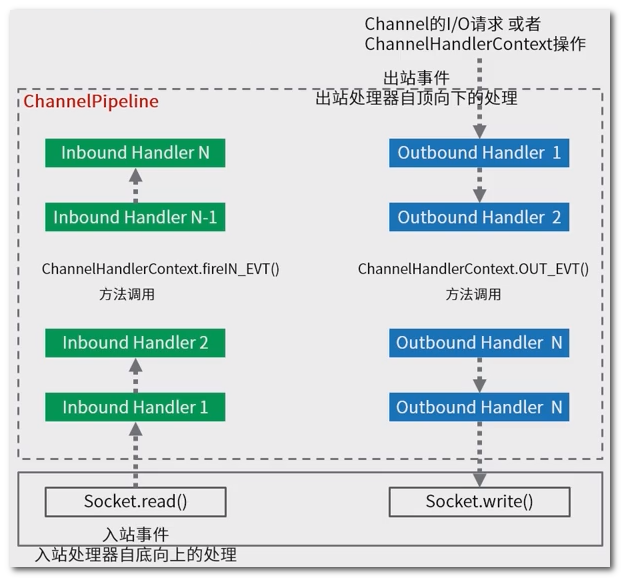 Channel的I/O请求 或者
ChannelHandlerContext操作
出站事件
出站处理器自顶向下的处理
ChannelPipeline
Inbound Handler N
Outbound Handler 1
Inbound Handler N-1
Outbound Handler 2
ChannelHandlerContext.fireIN_EVT()
方法调用
ChannelHandlerContext.OUT_EVT()
方法调用
Inbound Handler 2
Outbound Handler N
Inbound Handler 1
Outbound Handler N
Socket.read()
Socket.write()
入站事件
入站处理器自底向上的处理